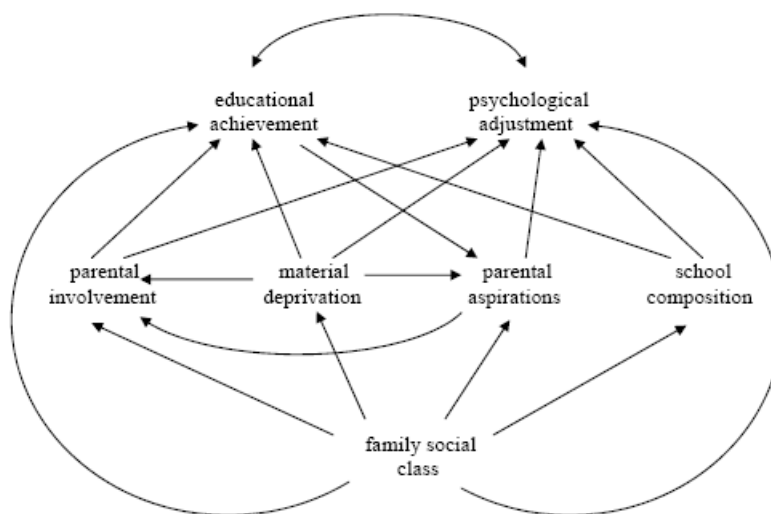 educational
achievement
psychological
adjustment
parental
involvement
material
deprivation
parental
aspirations
school
composition
family social
class